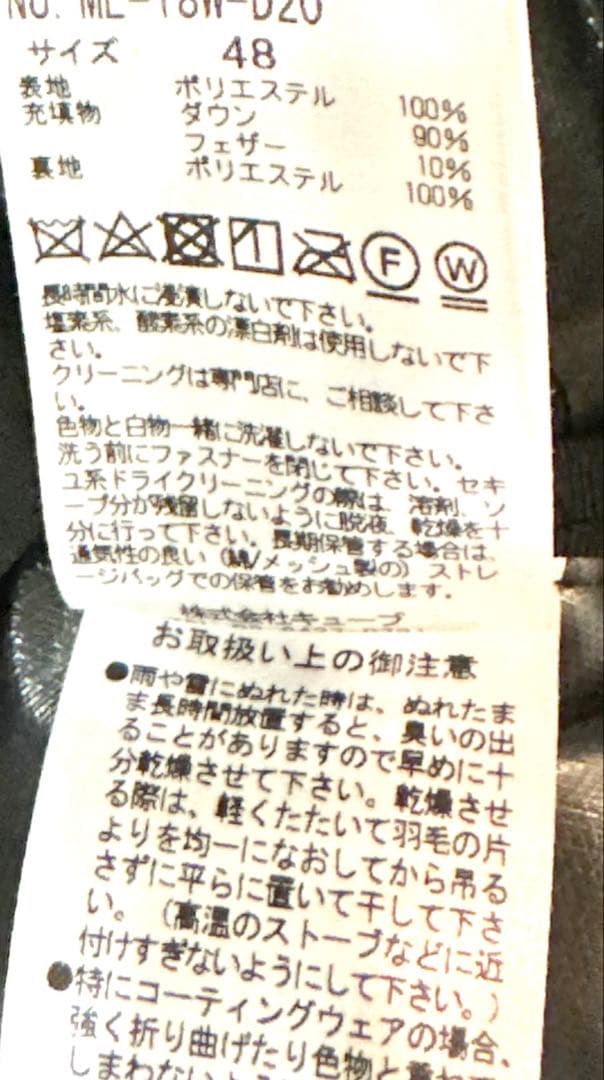 NO. ML-18W-D20
サイズ 48
表地 ポリエステル 100%
充填物 ダウン 90%
フェザー 10%
裏地 ポリエステル 100%
F W
長時間水に浸漬しないで下さい。
塩素系、酸素系の漂白剤は使用しないで下
さい。
クリーニングは専門店に、ご相談して下さ
い。
色物と白物一緒に洗濯しないで下さい。
洗う前にファスナーを閉じて下さい。セキ
ユ系ドライクリーニングの際は、溶剤、ソ
ープ分が残留しないように脱液、乾燥を十
分に行って下さい。長期保管する場合は、
通気性の良い（M/メッシュ製の）ストレ
ージバッグでの保管をお勧めします。
株式会社キューブ
お取扱い上の御注意
●雨や雪にぬれた時は、ぬれたま
ま長時間放置すると、臭いの出
ることがありますので早めに十
分乾燥させて下さい。乾燥させ
る際は、軽くたたいて羽毛の片
よりを均一になおしてから吊る
さずに平らに置いて干して下さ
い。（高温のストーブなどに近
付けすぎないようにして下さい。）
●特にコーティングウェアの場合、
強く折り曲げたり色物と
しまわないよう